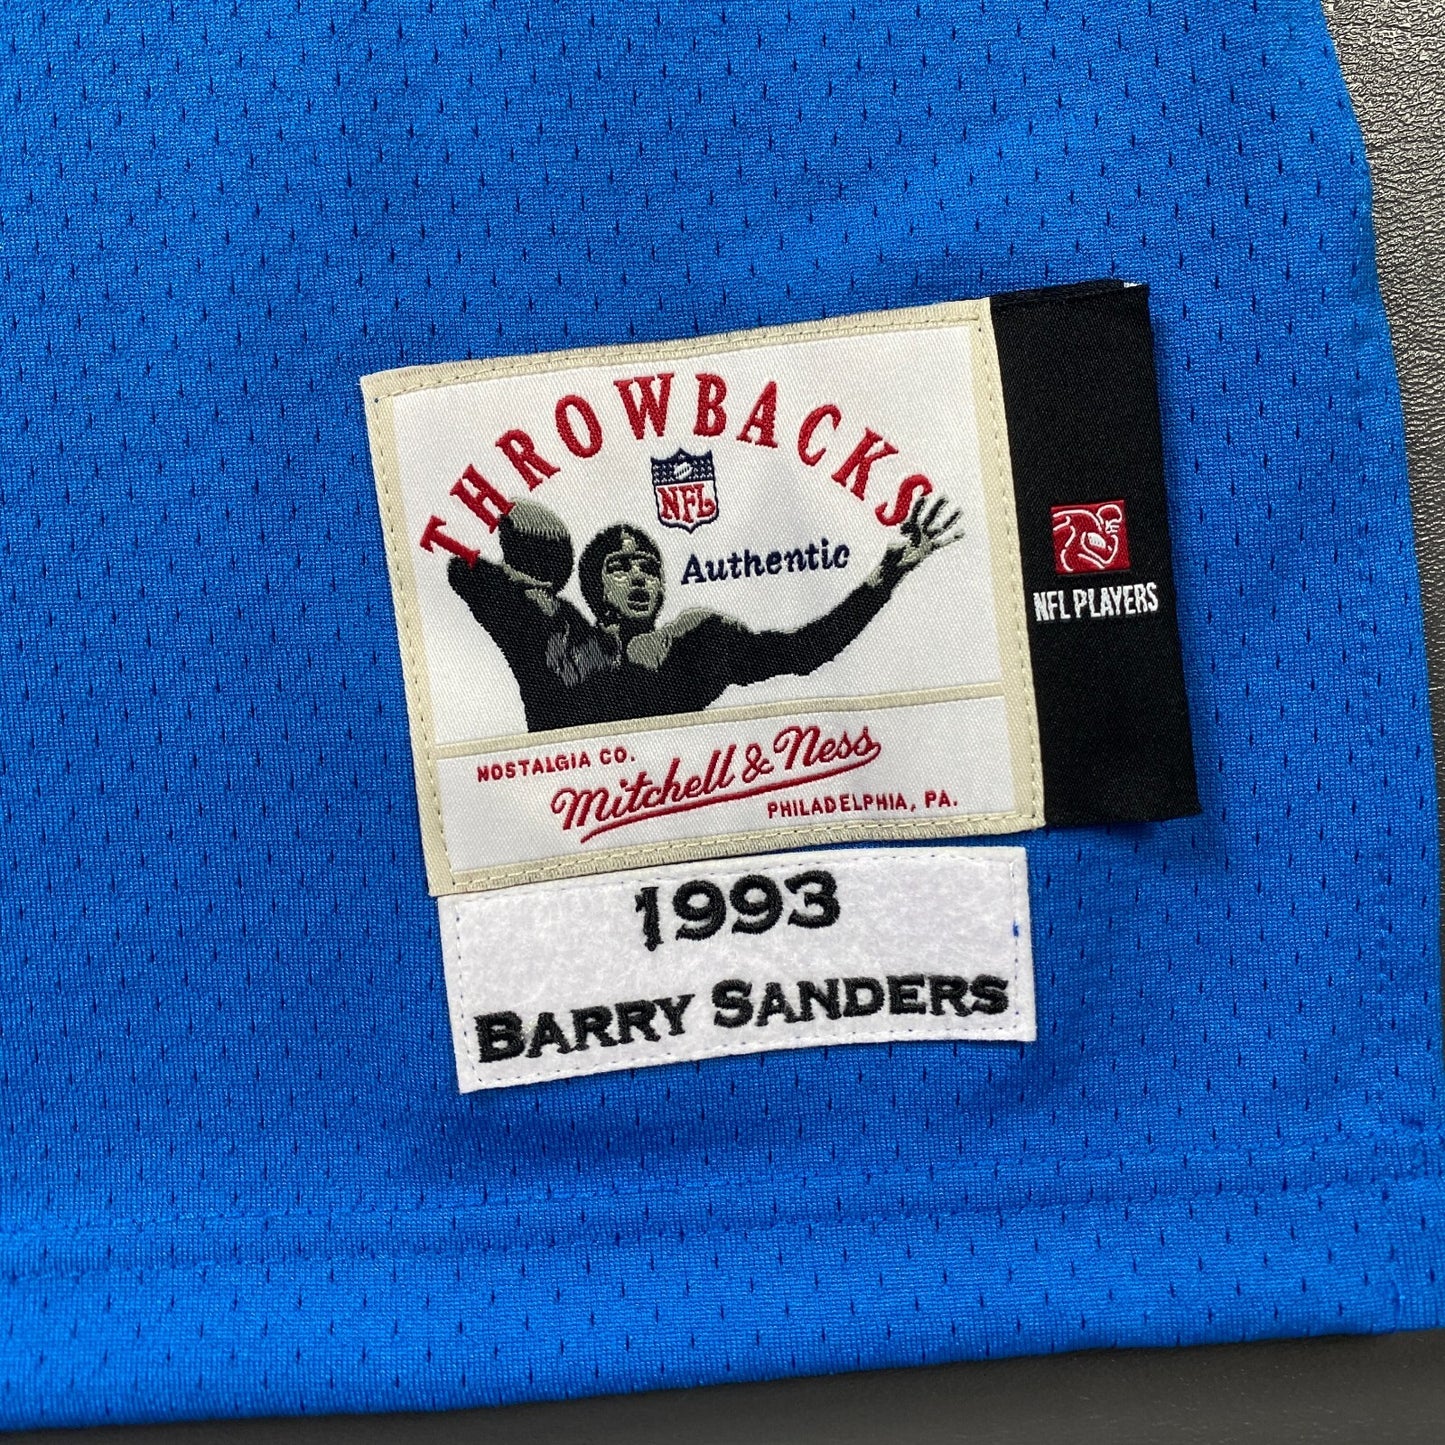 THROWBACKS
NFL
Authentic
NFL PLAYERS
NOSTALGIA CO.
Mitchell & Ness
PHILADELPHIA, PA.
1993
BARRY SANDERS